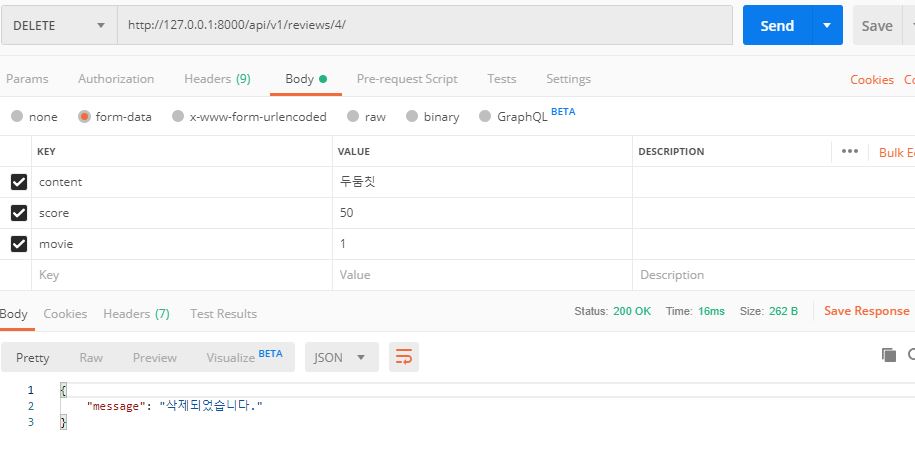 DELETE http://127.0.0.1:8000/api/v1/reviews/4/ Send Save
Params Authorization Headers (9) Body Pre-request Script Tests Settings Cookies
none form-data x-www-form-urlencoded raw binary GraphQL BETA
KEY VALUE DESCRIPTION ••• Bulk
content 두둠칫
score 50
movie 1
Key Value Description
Body Cookies Headers (7) Test Results Status: 200 OK Time: 16ms Size: 262 B Save Response
Pretty Raw Preview Visualize BETA JSON
1 {
2 "message": "삭제되었습니다."
3 }